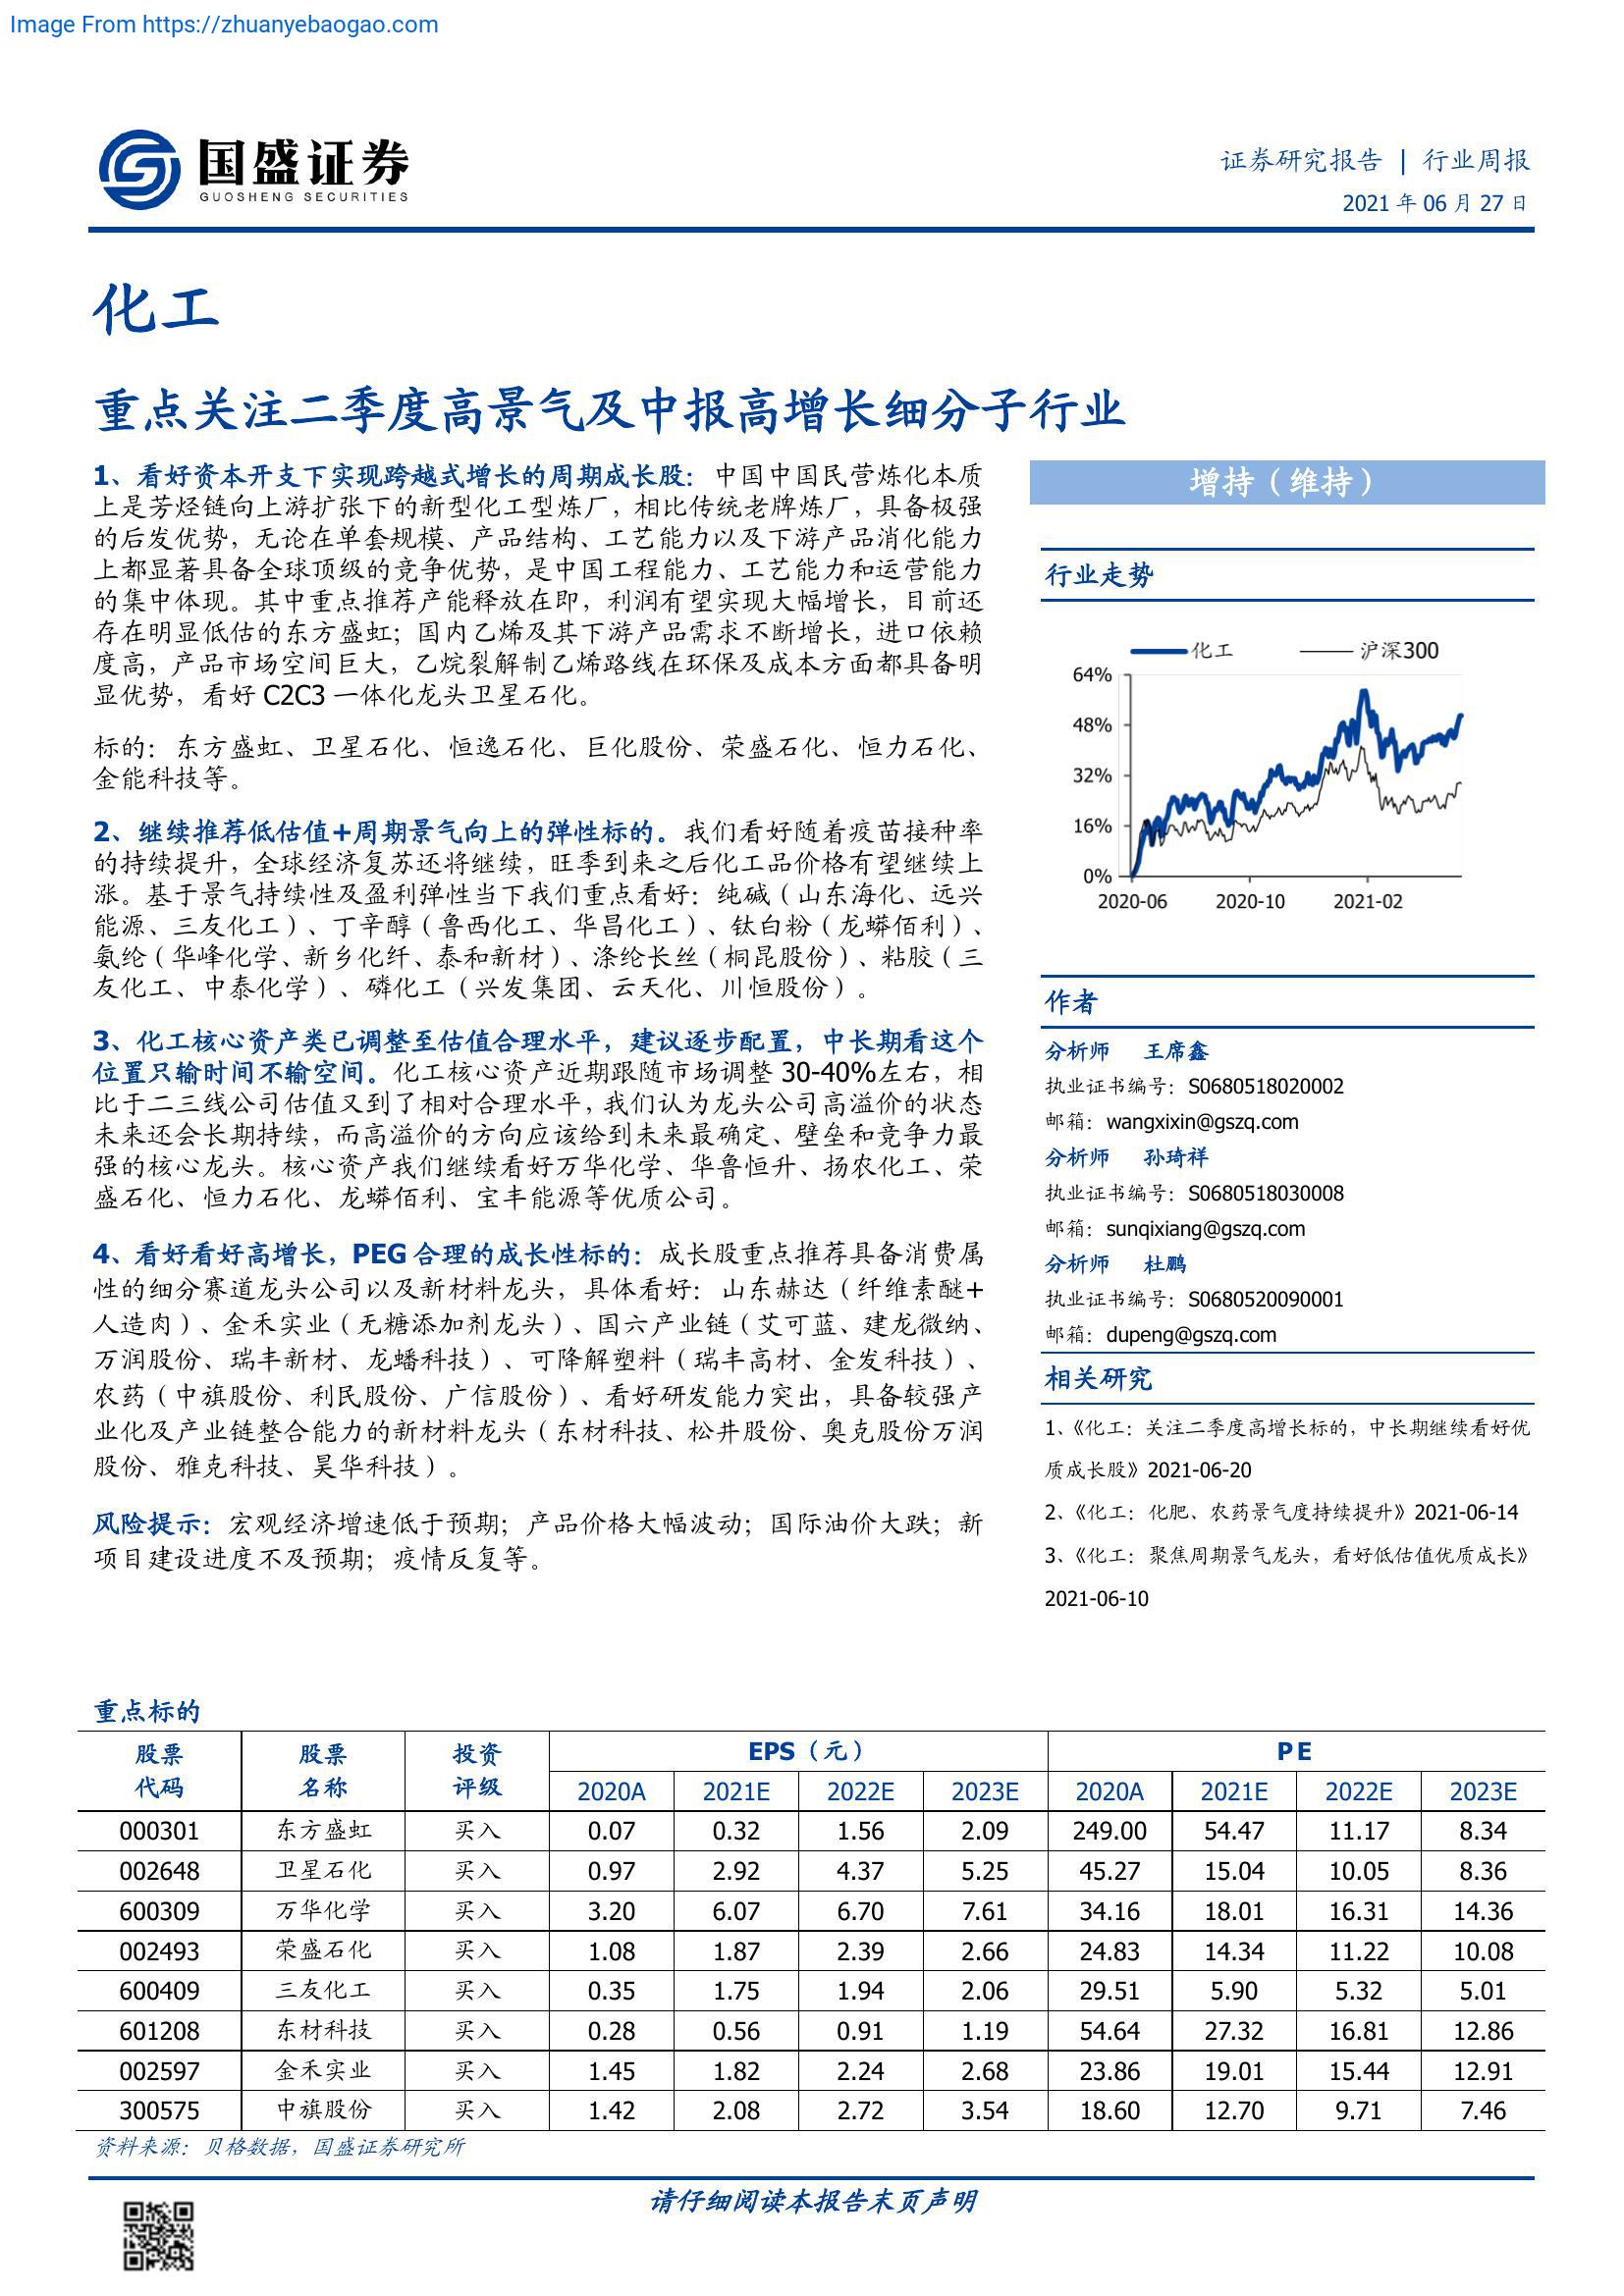 Image From https://zhuanyebaogao.com
国盛证券
GUOSHENG SECURITIES
证券研究报告 | 行业周报
2021 年 06 月 27 日
化工
重点关注二季度高景气及中报高增长细分子行业
1、看好资本开支下实现跨越式增长的周期成长股：中国中国民营炼化本质
上是芳烃链向上游扩张下的新型化工型炼厂，相比传统老牌炼厂，具备极强
的后发优势，无论在单套规模、产品结构、工艺能力以及下游产品消化能力
上都显著具备全球顶级的竞争优势，是中国工程能力、工艺能力和运营能力
的集中体现。其中重点推荐产能释放在即，利润有望实现大幅增长，目前还
存在明显低估的东方盛虹；国内乙烯及其下游产品需求不断增长，进口依赖
度高，产品市场空间巨大，乙烷裂解制乙烯路线在环保及成本方面都具备明
显优势，看好 C2C3 一体化龙头卫星石化。
标的：东方盛虹、卫星石化、恒逸石化、巨化股份、荣盛石化、恒力石化、
金能科技等。
2、继续推荐低估值+周期景气向上的弹性标的。我们看好随着疫苗接种率
的持续提升，全球经济复苏还将继续，旺季到来之后化工品价格有望继续上
涨。基于景气持续性及盈利弹性当下我们重点看好：纯碱（山东海化、远兴
能源、三友化工）、丁辛醇（鲁西化工、华昌化工）、钛白粉（龙蟒佰利）、
氨纶（华峰化学、新乡化纤、泰和新材）、涤纶长丝（桐昆股份）、粘胶（三
友化工、中泰化学）、磷化工（兴发集团、云天化、川恒股份）。
3、化工核心资产类已调整至估值合理水平，建议逐步配置，中长期看这个
位置只输时间不输空间。化工核心资产近期跟随市场调整 30-40%左右，相
比于二三线公司估值又到了相对合理水平，我们认为龙头公司高溢价的状态
未来还会长期持续，而高溢价的方向应该给到未来最确定、壁垒和竞争力最
强的核心龙头。核心资产我们继续看好万华化学、华鲁恒升、扬农化工、荣
盛石化、恒力石化、龙蟒佰利、宝丰能源等优质公司。
4、看好看好高增长，PEG 合理的成长性标的：成长股重点推荐具备消费属
性的细分赛道龙头公司以及新材料龙头，具体看好：山东赫达（纤维素醚+
人造肉）、金禾实业（无糖添加剂龙头）、国六产业链（艾可蓝、建龙微纳、
万润股份、瑞丰新材、龙蟠科技）、可降解塑料（瑞丰高材、金发科技）、
农药（中旗股份、利民股份、广信股份）、看好研发能力突出，具备较强产
业化及产业链整合能力的新材料龙头（东材科技、松井股份、奥克股份万润
股份、雅克科技、昊华科技）。
风险提示：宏观经济增速低于预期；产品价格大幅波动；国际油价大跌；新
项目建设进度不及预期；疫情反复等。
增持（维持）
行业走势
化工 沪深300
64%
48%
32%
16%
0%
2020-06 2020-10 2021-02
作者
分析师 王席鑫
执业证书编号：S0680518020002
邮箱：wangxixin@gszq.com
分析师 孙琦祥
执业证书编号：S0680518030008
邮箱：sunqixiang@gszq.com
分析师 杜鹏
执业证书编号：S0680520090001
邮箱：dupeng@gszq.com
相关研究
1、《化工：关注二季度高增长标的，中长期继续看好优
质成长股》2021-06-20
2、《化工：化肥、农药景气度持续提升》2021-06-14
3、《化工：聚焦周期景气龙头，看好低估值优质成长》
2021-06-10
重点标的
股票 股票 投资 EPS（元） PE
代码 名称 评级 2020A 2021E 2022E 2023E 2020A 2021E 2022E 2023E
000301 东方盛虹 买入 0.07 0.32 1.56 2.09 249.00 54.47 11.17 8.34
002648 卫星石化 买入 0.97 2.92 4.37 5.25 45.27 15.04 10.05 8.36
600309 万华化学 买入 3.20 6.07 6.70 7.61 34.16 18.01 16.31 14.36
002493 荣盛石化 买入 1.08 1.87 2.39 2.66 24.83 14.34 11.22 10.08
600409 三友化工 买入 0.35 1.75 1.94 2.06 29.51 5.90 5.32 5.01
601208 东材科技 买入 0.28 0.56 0.91 1.19 54.64 27.32 16.81 12.86
002597 金禾实业 买入 1.45 1.82 2.24 2.68 23.86 19.01 15.44 12.91
300575 中旗股份 买入 1.42 2.08 2.72 3.54 18.60 12.70 9.71 7.46
资料来源：贝格数据，国盛证券研究所
请仔细阅读本报告末页声明